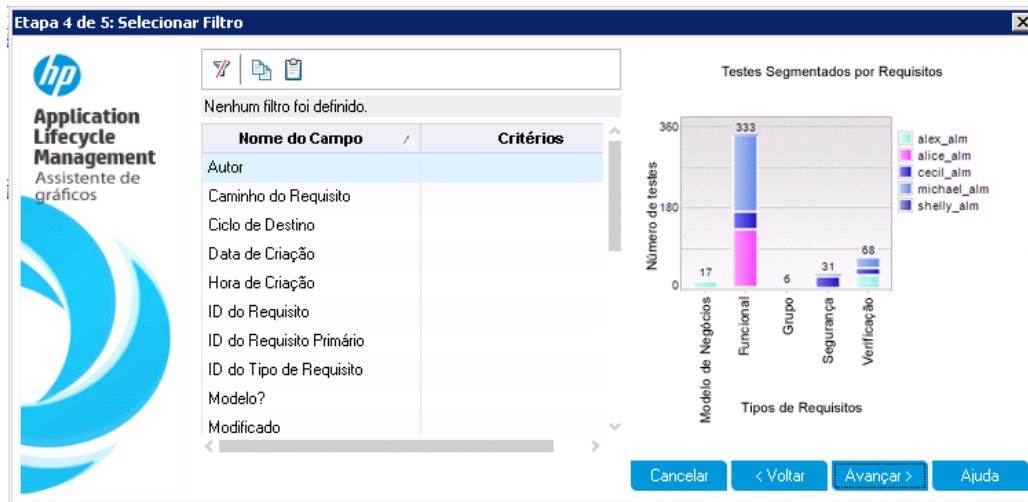 Etapa 4 de 5: Selecionar Filtro
hp
Application
Lifecycle
Management
Assistente de
gráficos
Nenhum filtro foi definido.
Nome do Campo Critérios
Autor
Caminho do Requisito
Ciclo de Destino
Data de Criação
Hora de Criação
ID do Requisito
ID do Requisito Primário
ID do Tipo de Requisito
Modelo?
Modificado
Testes Segmentados por Requisitos
Número de testes
360
180
0
17
333
6
31
68
Modelo de Negócios
Funcional
Grupo
Segurança
Verificação
Tipos de Requisitos
alex_alm
alice_alm
cecil_alm
michael_alm
shelly_alm
Cancelar < Voltar Avançar > Ajuda